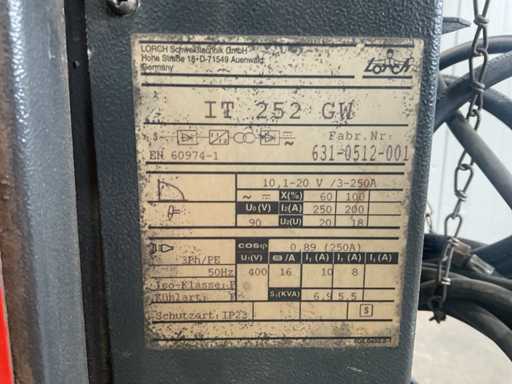 LORCH Schweißtechnik GmbH
Hohe Straße 18•D-71549 Auenwald
Germany
Lorch
IT 252 GW
3~
Fabr.Nr:
EN 60974-1
631-0512-001
10,1-20 V /3-250A
X(%) 60 100
U₀(V) I₂(A) 250 200
90 U₂(U) 20 18
cosφ 0,89 (250A)
3Ph/PE U₁(V) /A I₁ (A) I₁ (A) I₁ (A)
50Hz 400 16 10 8
Iso-Klasse: F
Kühlart: F S₁(KVA) 6,9 5,5
Schutzart: IP23 S